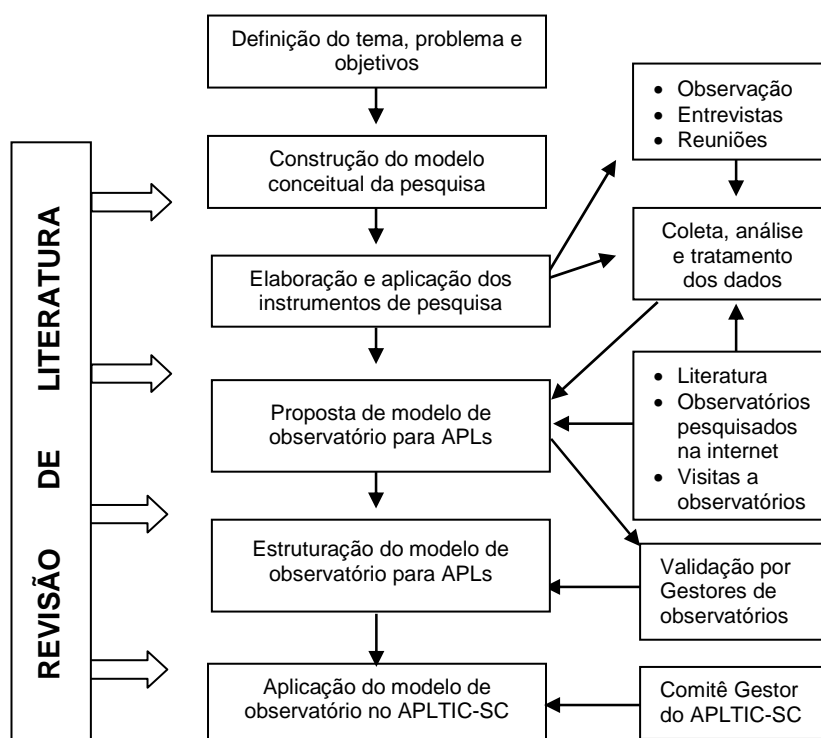 Definição do tema, problema e
objetivos
• Observação
• Entrevistas
• Reuniões
REVISÃO DE LITERATURA
Construção do modelo
conceitual da pesquisa
Coleta, análise
e tratamento
dos dados
Elaboração e aplicação dos
instrumentos de pesquisa
• Literatura
• Observatórios
pesquisados
na internet
• Visitas a
observatórios
Proposta de modelo de
observatório para APLs
Estruturação do modelo de
observatório para APLs
Validação por
Gestores de
observatórios
Aplicação do modelo de
observatório no APLTIC-SC
Comitê Gestor
do APLTIC-SC